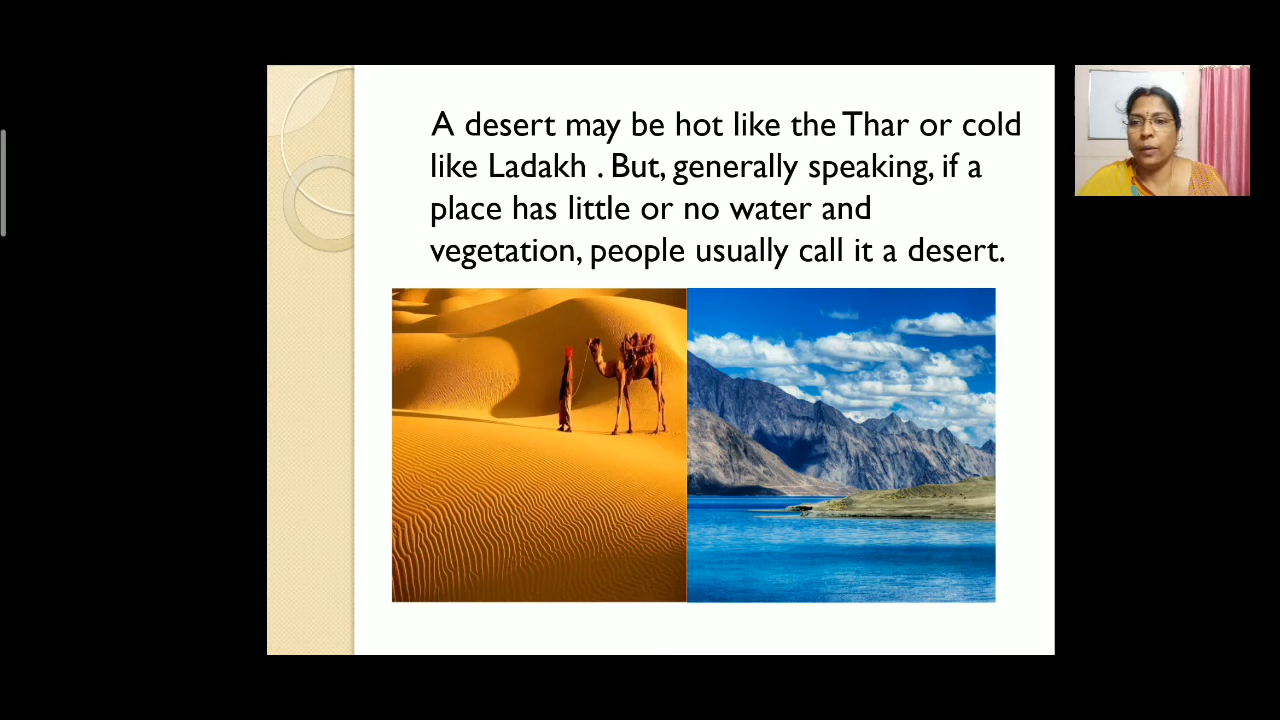 A desert may be hot like the Thar or cold
like Ladakh . But, generally speaking, if a
place has little or no water and
vegetation, people usually call it a desert.